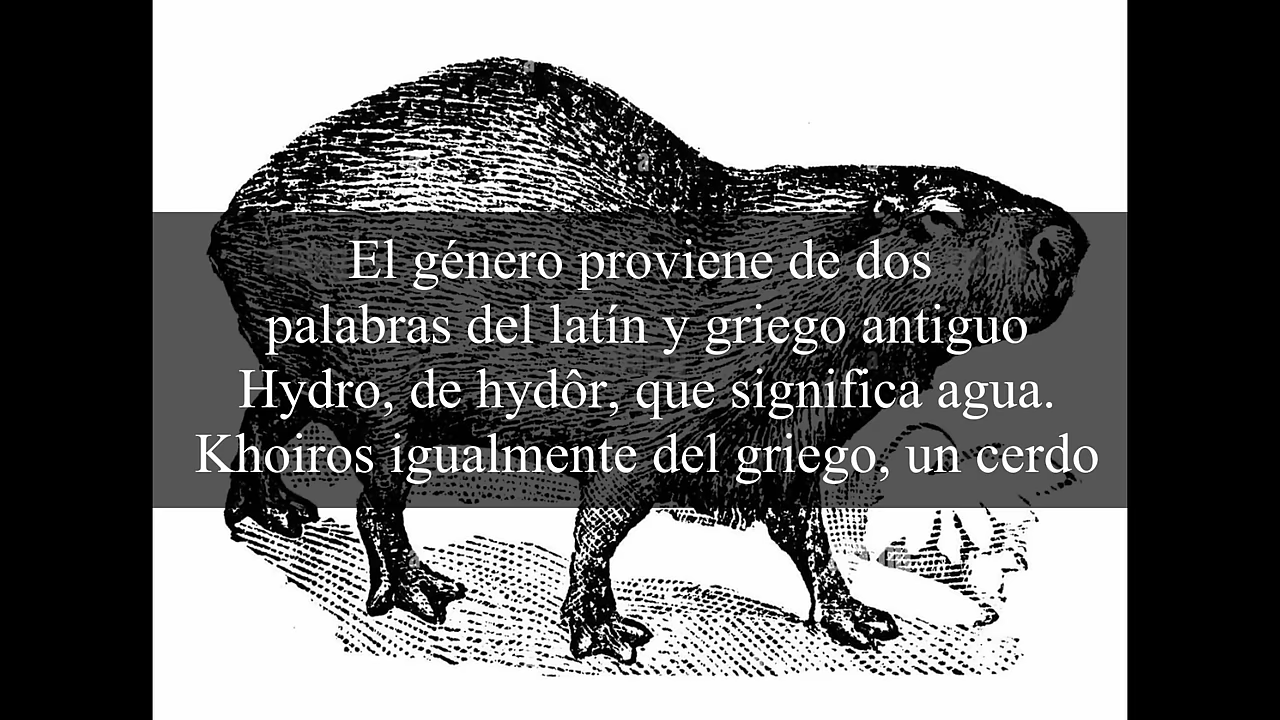 El género proviene de dos
palabras del latín y griego antiguo
Hydro, de hydôr, que significa agua.
Khoiros igualmente del griego, un cerdo